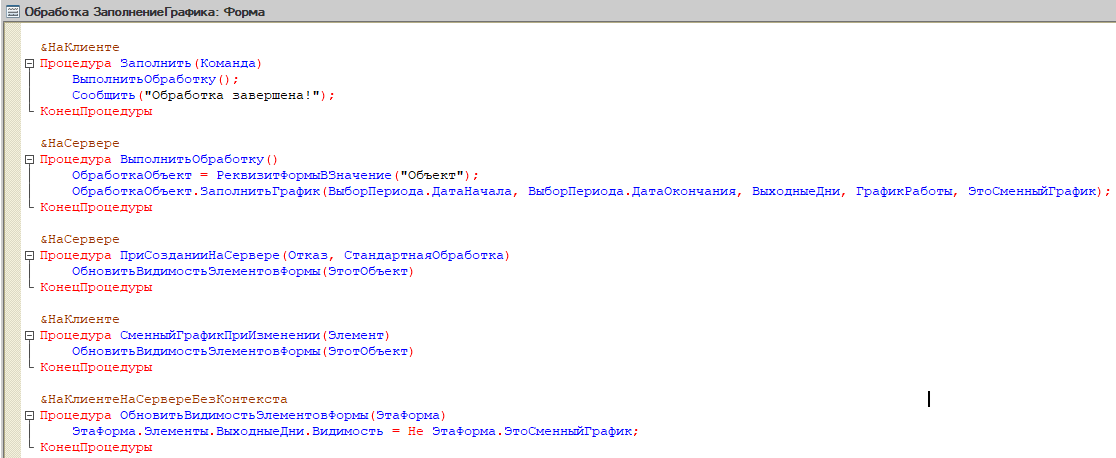 Обработка ЗаполнениеГрафика: Форма
&НаКлиенте
Процедура Заполнить(Команда)
ВыполнитьОбработку();
Сообщить("Обработка завершена!");
КонецПроцедуры
&НаСервере
Процедура ВыполнитьОбработку()
ОбработкаОбъект = РеквизитФормыВЗначение("Объект");
ОбработкаОбъект.ЗаполнитьГрафик(ВыборПериода.ДатаНачала, ВыборПериода.ДатаОкончания, ВыходныеДни, ГрафикРаботы, ЭтоСменныйГрафик);
КонецПроцедуры
&НаСервере
Процедура ПриСозданииНаСервере(Отказ, СтандартнаяОбработка)
ОбновитьВидимостьЭлементовФормы(ЭтотОбъект)
КонецПроцедуры
&НаКлиенте
Процедура СменныйГрафикПриИзменении(Элемент)
ОбновитьВидимостьЭлементовФормы(ЭтотОбъект)
КонецПроцедуры
&НаКлиентеНаСервереБезКонтекста
Процедура ОбновитьВидимостьЭлементовФормы(ЭтаФорма)
ЭтаФорма.Элементы.ВыходныеДни.Видимость = Не ЭтаФорма.ЭтоСменныйГрафик;
КонецПроцедуры